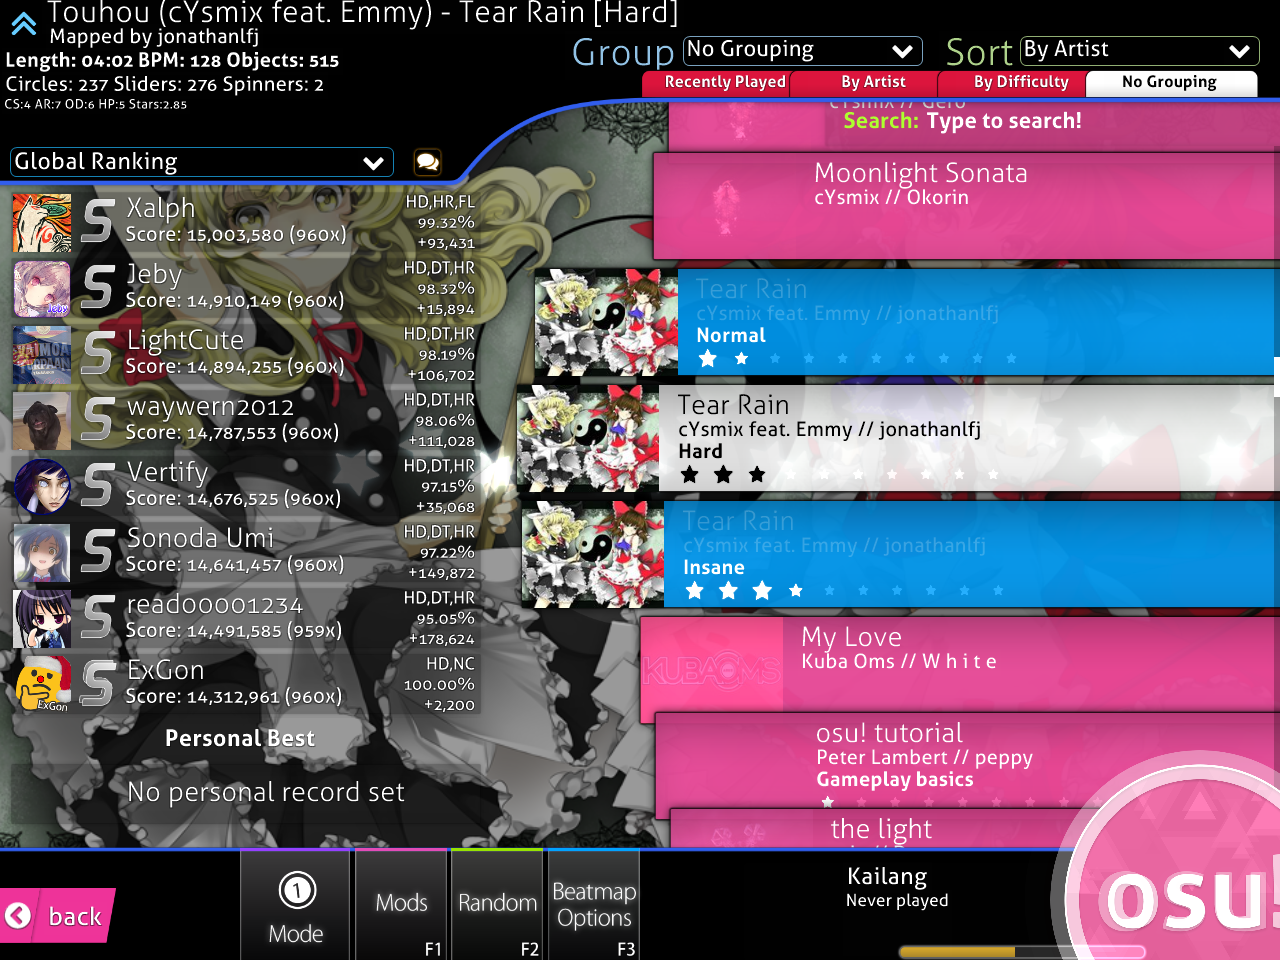 Touhou (cYsmix feat. Emmy) - Tear Rain [Hard]
Mapped by jonathanlfj
Length: 04:02 BPM: 128 Objects: 515
Circles: 237 Sliders: 276 Spinners: 2
CS:4 AR:7 OD:6 HP:5 Stars:2.85
Group
No Grouping
Sort
By Artist
Recently Played
By Artist
By Difficulty
No Grouping
cYsmix // Gero
Search: Type to search!
Global Ranking
Xalph
Score: 15,003,580 (960x)
HD,HR,FL
99.32%
+93,431
Jeby
Score: 14,910,149 (960x)
HD,DT,HR
98.32%
+15,894
LightCute
Score: 14,894,255 (960x)
HD,DT,HR
98.19%
+106,702
waywern2012
Score: 14,787,553 (960x)
HD,DT,HR
98.06%
+111,028
Vertify
Score: 14,676,525 (960x)
HD,DT,HR
97.15%
+35,068
Sonoda Umi
Score: 14,641,457 (960x)
HD,DT,HR
97.22%
+149,872
read00001234
Score: 14,491,585 (959x)
HD,DT,HR
95.05%
+178,624
ExGon
ExGon
Score: 14,312,961 (960x)
HD,NC
100.00%
+2,200
Personal Best
No personal record set
Moonlight Sonata
cYsmix // Okorin
Tear Rain
cYsmix feat. Emmy // jonathanlfj
Normal
Tear Rain
cYsmix feat. Emmy // jonathanlfj
Hard
Tear Rain
cYsmix feat. Emmy // jonathanlfj
Insane
KUBAOMS
My Love
Kuba Oms // W h i t e
osu! tutorial
Peter Lambert // peppy
Gameplay basics
the light
back
1
Mode
Mods
F1
Random
F2
Beatmap
Options
F3
Kailang
Never played
osu!